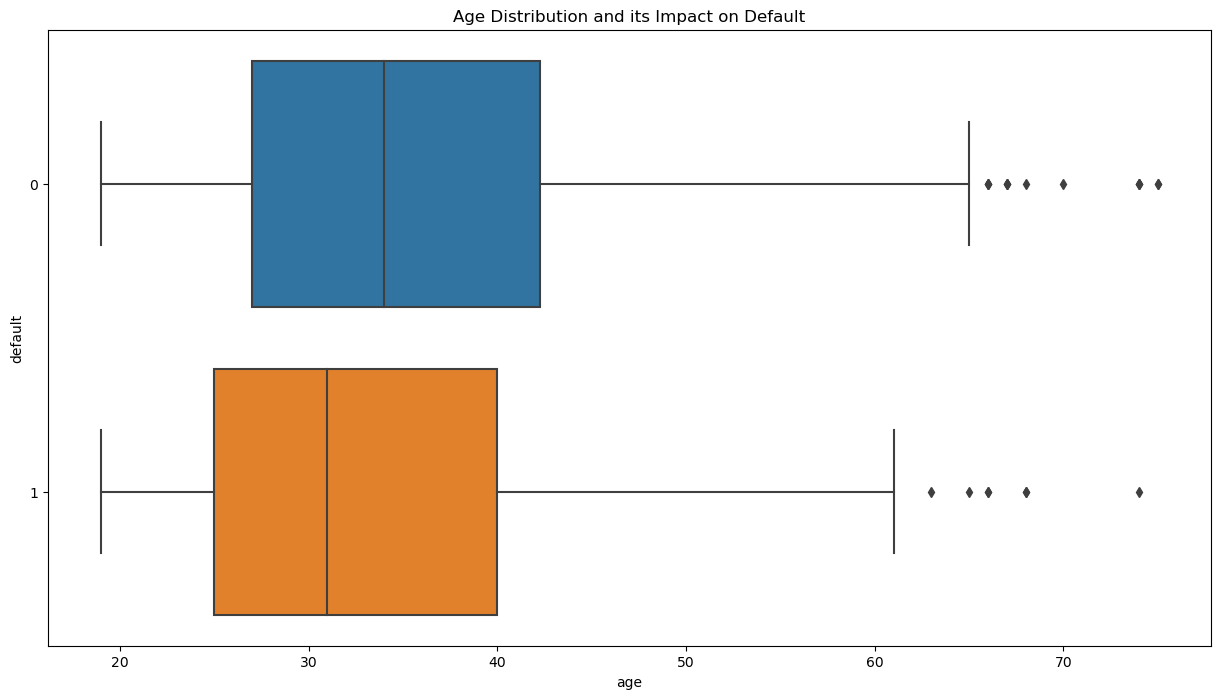 Age Distribution and its Impact on Default
default
0
1
20 30 40 50 60 70
age